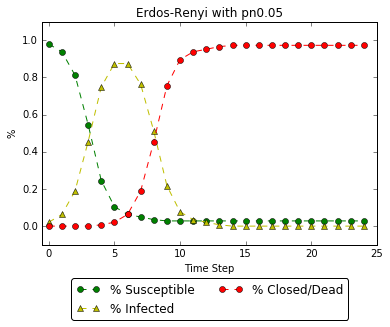 Erdos-Renyi with pn0.05
%
1.0
0.8
0.6
0.4
0.2
0.0
0 5 10 15 20 25
Time Step
% Susceptible % Closed/Dead
% Infected